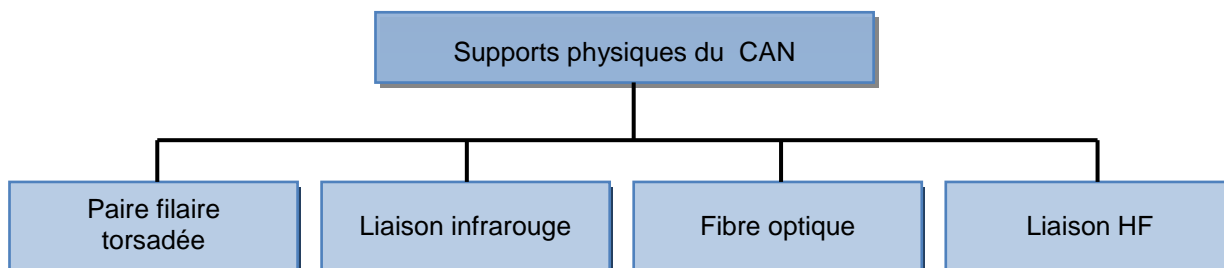 Supports physiques du CAN
Paire filaire
torsadée
Liaison infrarouge
Fibre optique
Liaison HF